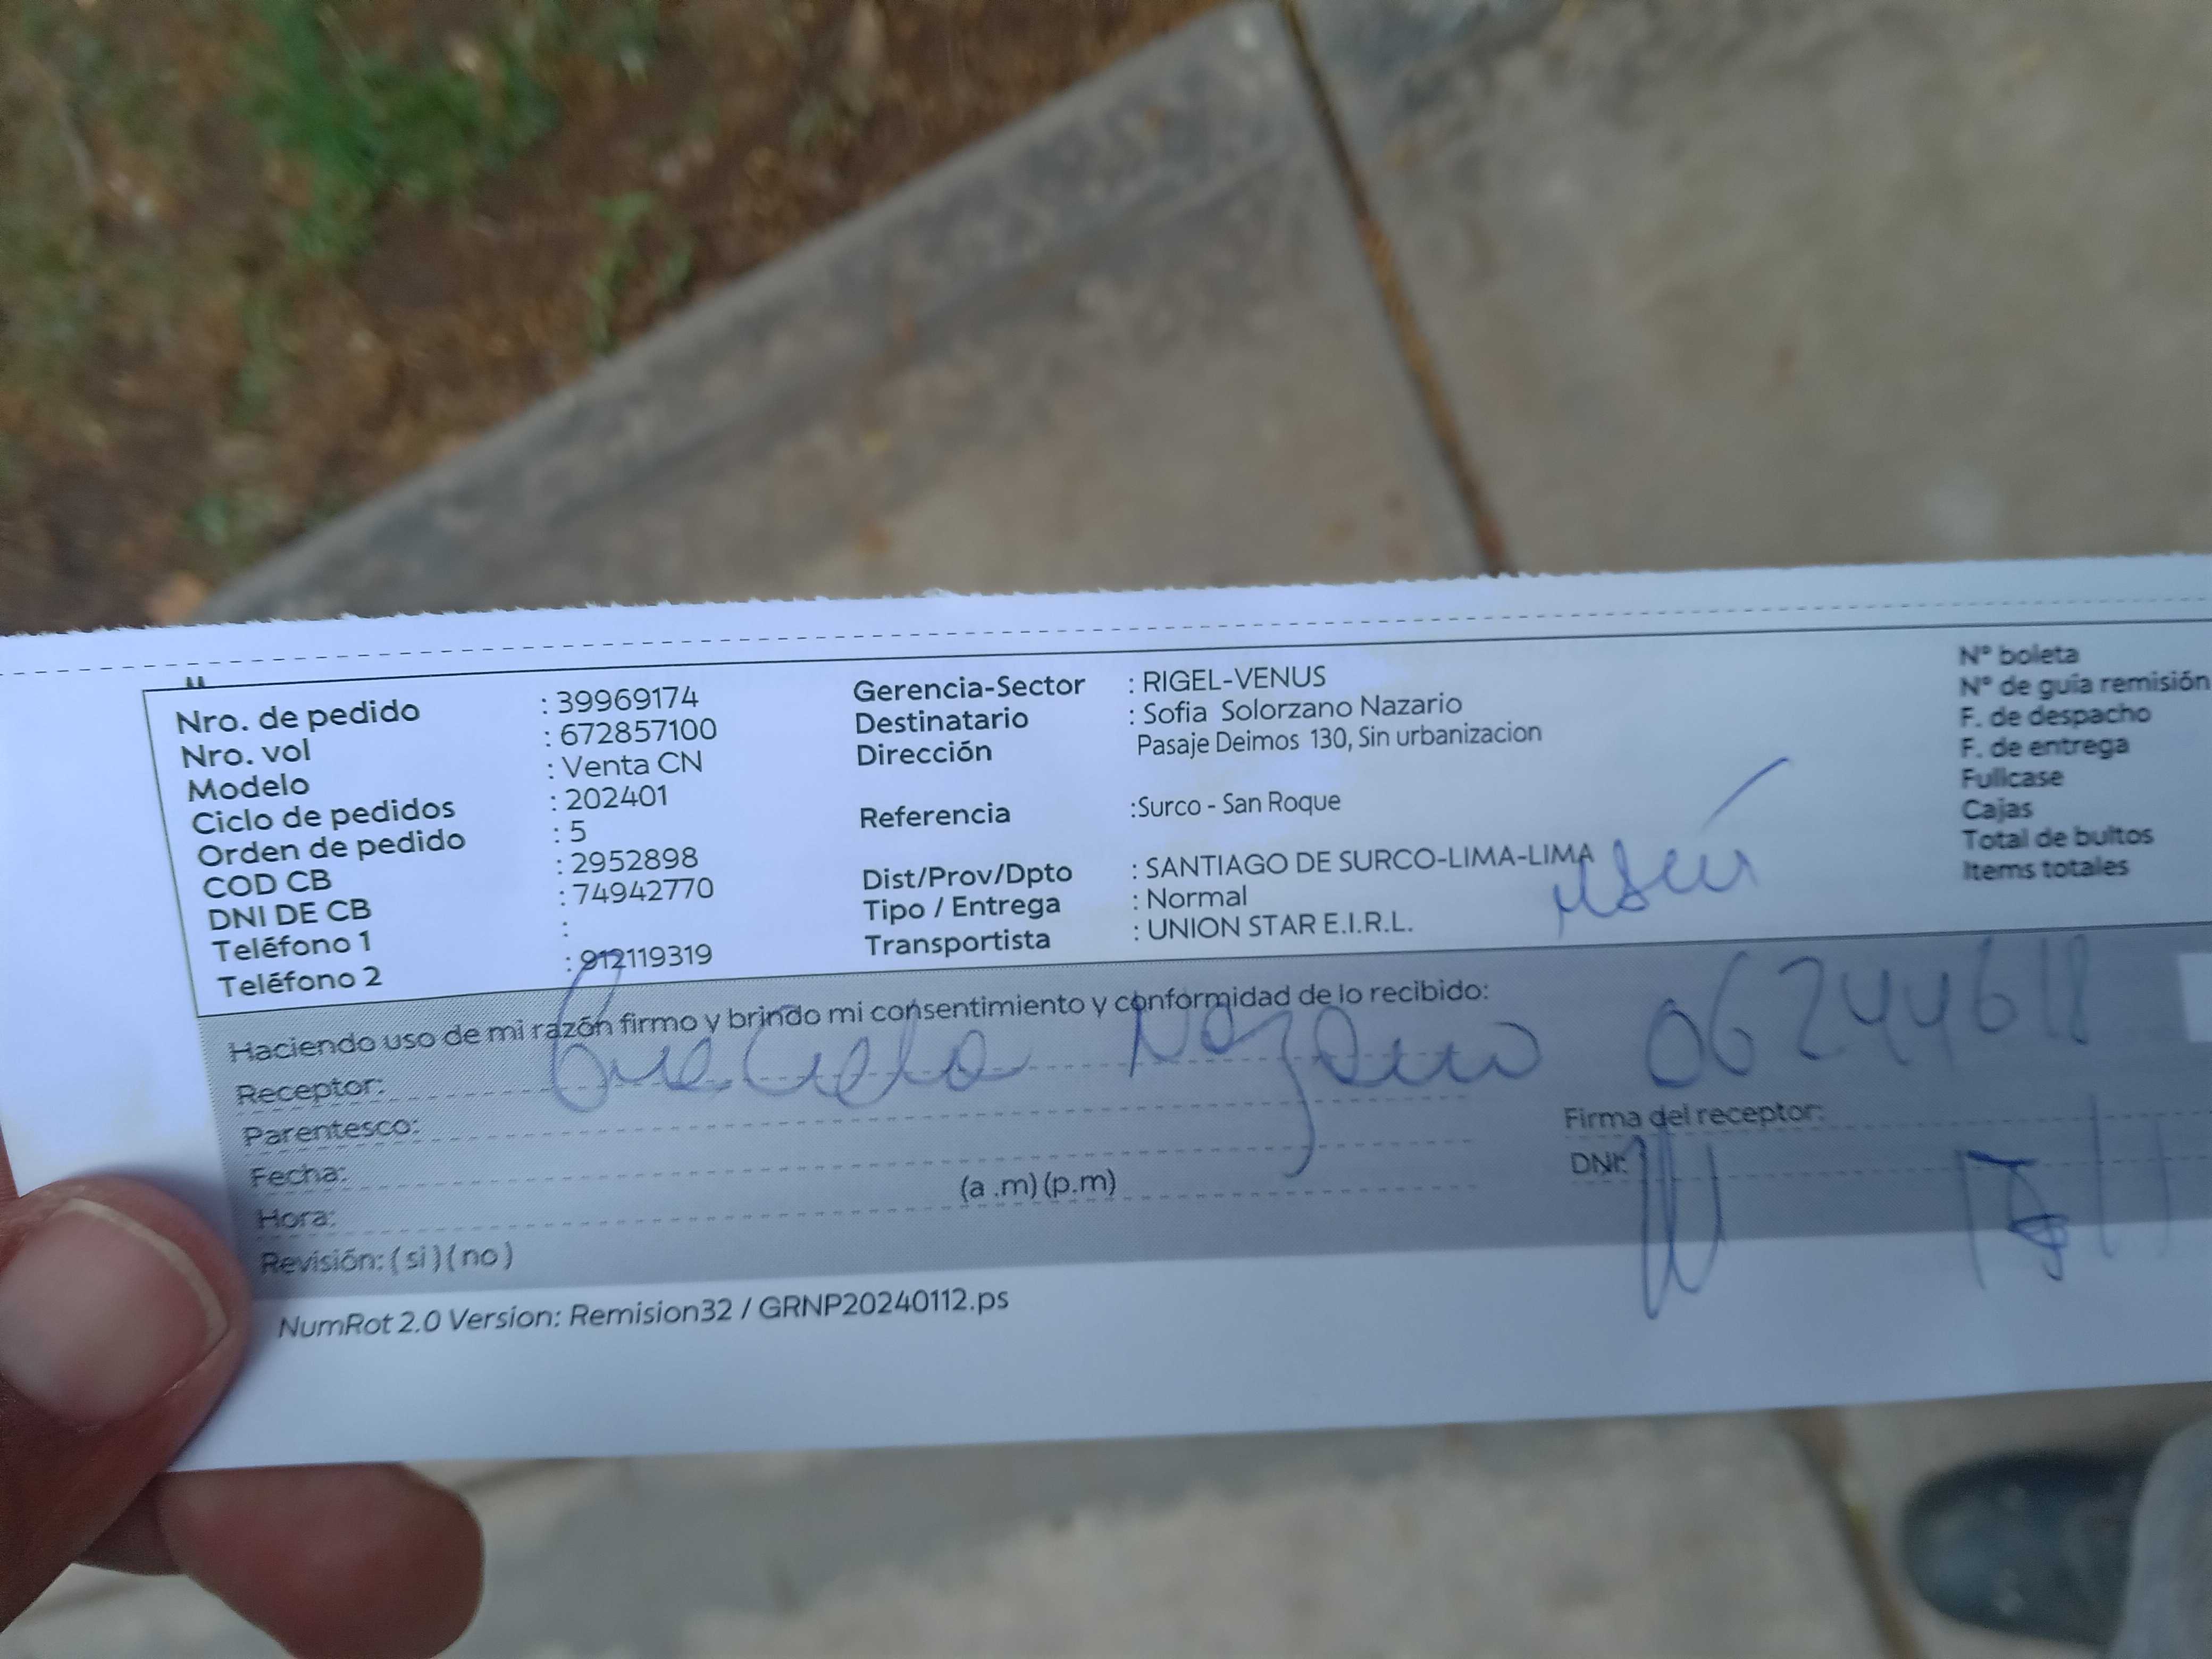 Nro. de pedido : 39969174
Nro. vol : 672857100
Modelo : Venta CN
Ciclo de pedidos : 202401
Orden de pedido : 5
COD CB : 2952898
DNI DE CB : 74942770
Teléfono 1 :
Teléfono 2 : 912119319
Gerencia-Sector : RIGEL-VENUS
Destinatario : Sofia Solorzano Nazario
Dirección Pasaje Deimos 130, Sin urbanizacion
Referencia :Surco - San Roque
Dist/Prov/Dpto : SANTIAGO DE SURCO-LIMA-LIMA
Tipo / Entrega : Normal
Transportista : UNION STAR E.I.R.L.
N° boleta
N° de guia remisión
F. de despacho
F. de entrega
Fullcase
Cajas
Total de bultos
Items totales
Haciendo uso de mi razón firmo y brindo mi consentimiento y conformidad de lo recibido:
Receptor: Nazario 06244618
Parentesco:
Fecha:
Hora: (a .m) (p.m)
Revisión: ( si ) ( no )
Firma del receptor:
DNI:
NumRot 2.0 Version: Remision32 / GRNP20240112.ps